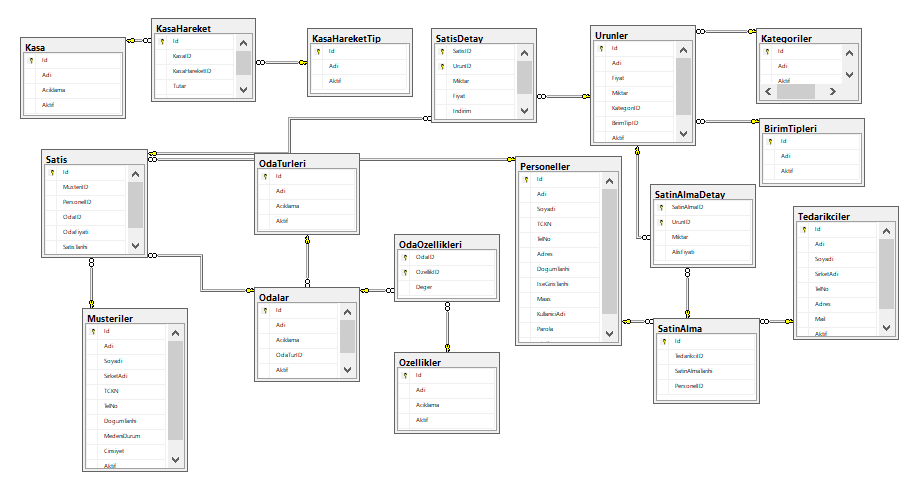 Kasa
Id
Adi
Aciklama
Aktif
KasaHareket
Id
KasaID
KasaHareketID
Tutar
KasaHareketTip
Id
Adi
Aktif
SatisDetay
SatisID
UrunID
Miktar
Fiyat
Indirim
Urunler
Id
Adi
Fiyat
Miktar
KategoriID
BirimTipID
Aktif
Kategoriler
Id
Adi
Aktif
BirimTipleri
Id
Adi
Aktif
Satis
Id
MusteriID
PersonelID
OdaID
OdaFiyati
SatisTarihi
OdaTurleri
Id
Adi
Aciklama
Aktif
Personeller
Id
Adi
Soyadi
TCKN
TelNo
Adres
DogumTarihi
IseGirisTarihi
Maas
KullaniciAdi
Parola
SatinAlmaDetay
SatinAlmaID
UrunID
Miktar
AlisFiyati
Tedarikciler
Id
Adi
Soyadi
SirketAdi
TelNo
Adres
Mail
Aktif
OdaOzellikleri
OdaID
OzellikID
Deger
Odalar
Id
Adi
Aciklama
OdaTurID
Aktif
Musteriler
Id
Adi
Soyadi
SirketAdi
TCKN
TelNo
DogumTarihi
MedeniDurum
Cinsiyet
Aktif
Ozellikler
Id
Adi
Aciklama
Aktif
SatinAlma
Id
TedarikciID
SatinAlmaTarihi
PersonelID